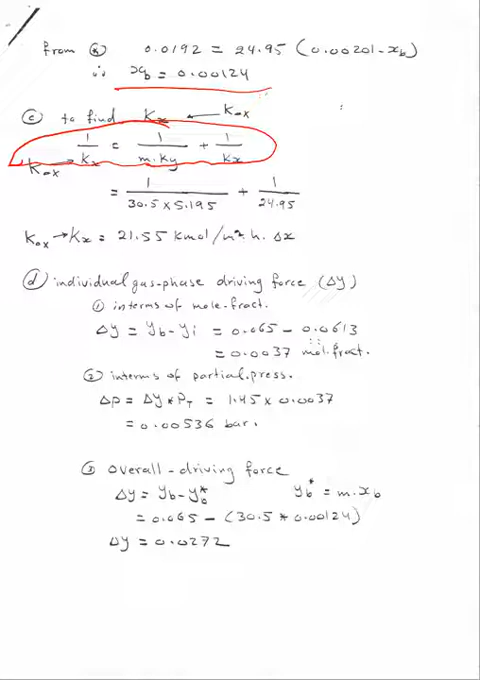 from ⓐ 0.0192 = 24.95 (0.00201 - xb)
∴ xb = 0.00124
ⓒ to find Kx ← Kox
1/Kx = 1/m.Ky + 1/Kx
Kox →
= 1/30.5 x 5.195 + 1/24.95
Kox → Kx = 21.55 kmol/m².h.Δx
ⓓ individual gas-phase driving force (Δy)
① interms of mole-fract.
Δy = yb - yi = 0.065 - 0.0613
= 0.0037 mol.fract.
② interms of partial.press.
ΔP = Δy * PT = 1.45 x 0.0037
= 0.00536 bar.
③ overall - driving force
Δy = yb - yb* yb* = m.xb
= 0.065 - (30.5 * 0.00124)
Δy = 0.0272